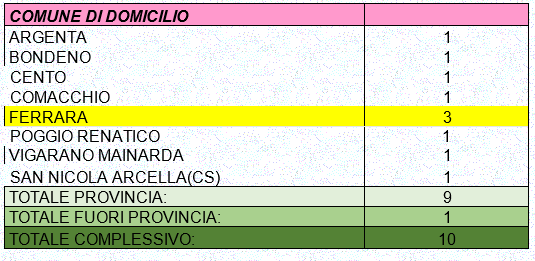 COMUNE DI DOMICILIO
ARGENTA 1
BONDENO 1
CENTO 1
COMACCHIO 1
FERRARA 3
POGGIO RENATICO 1
VIGARANO MAINARDA 1
SAN NICOLA ARCELLA(CS) 1
TOTALE PROVINCIA: 9
TOTALE FUORI PROVINCIA: 1
TOTALE COMPLESSIVO: 10